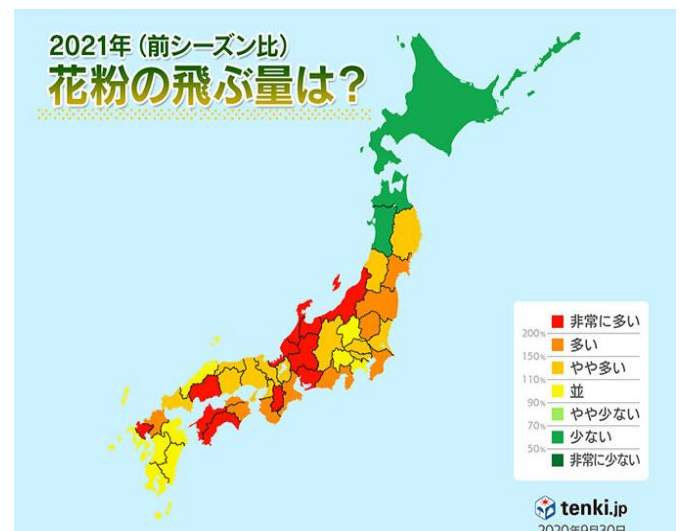 2021年（前シーズン比）
花粉の飛ぶ量は？
非常に多い
200%
多い
150%
やや多い
110%
並
90%
やや少ない
70%
少ない
50%
非常に少ない
tenki.jp
2020年9月30日